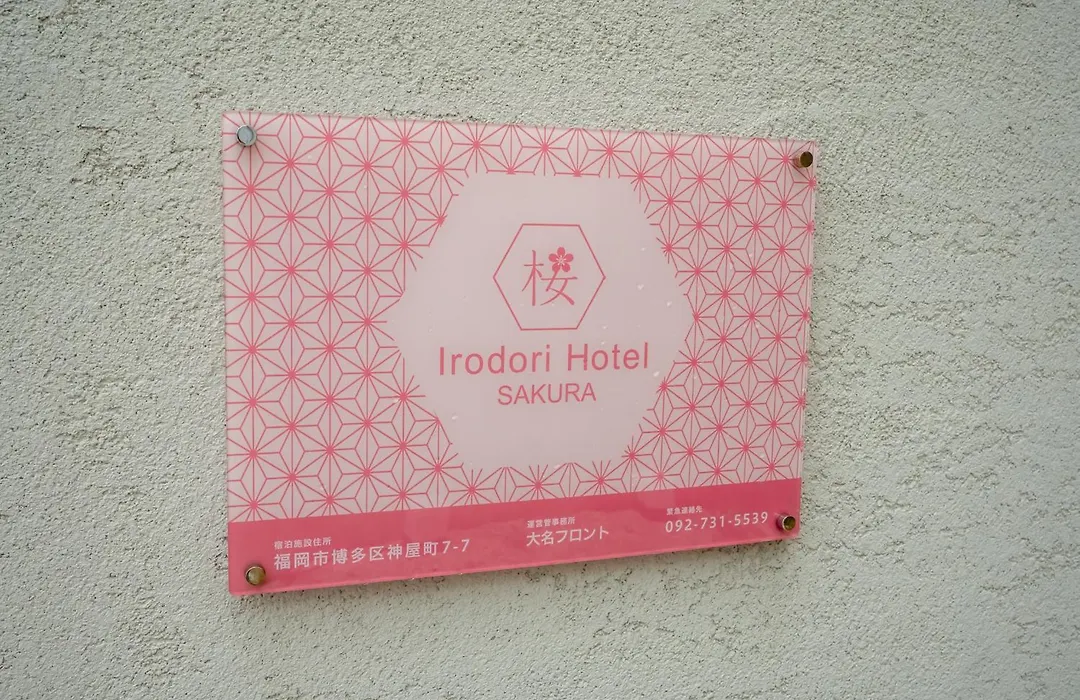 桜
Irodori Hotel
SAKURA
宿泊施設住所
福岡市博多区神屋町7-7
運営管事務所
大名フロント
緊急連絡先
092-731-5539